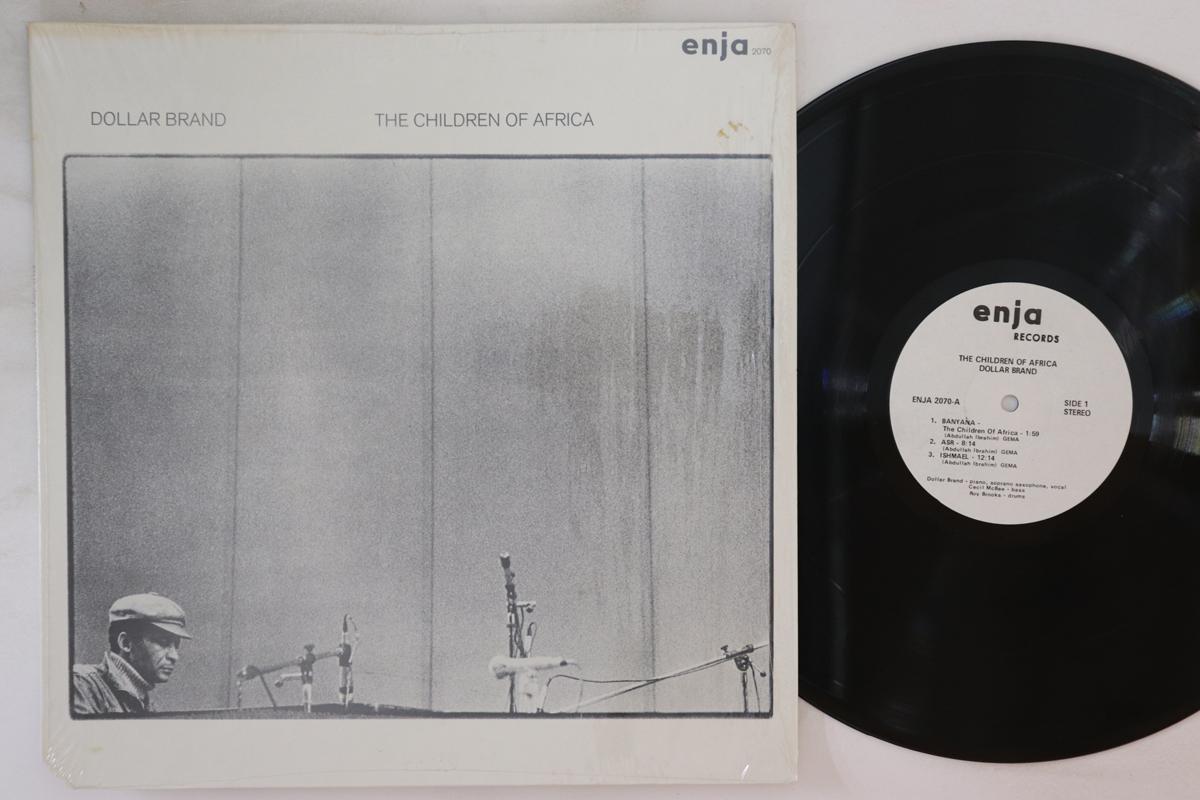 enja 2070
DOLLAR BRAND THE CHILDREN OF AFRICA
enja
RECORDS
THE CHILDREN OF AFRICA
DOLLAR BRAND
ENJA 2070-A
SIDE 1
STEREO
1. BANYANA -
The Children Of Africa - 1:59
(Abdullah Ibrahim) GEMA
2. ASR - 8:14
(Abdullah Ibrahim) GEMA
3. ISHMAEL - 12:14
(Abdullah Ibrahim) GEMA
Dollar Brand - piano, soprano saxophone, vocal
Cecil McBee - bass
Roy Brooks - drums